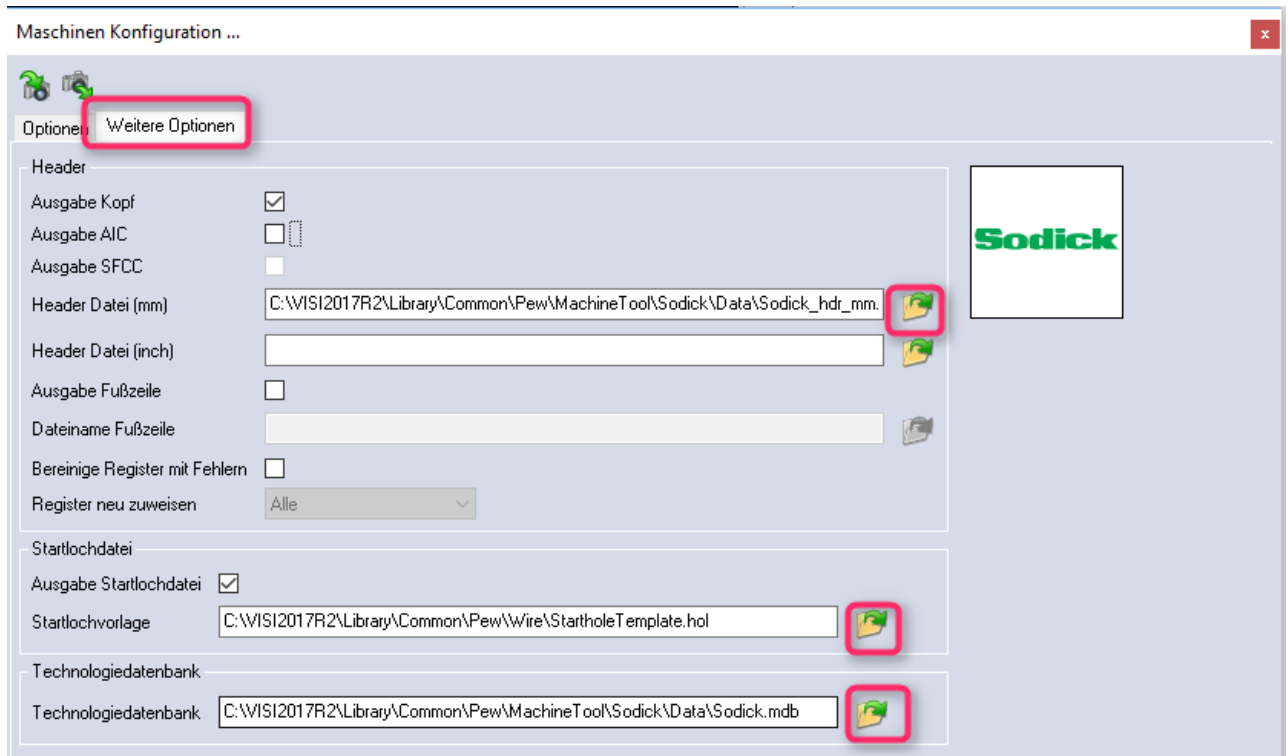 Maschinen Konfiguration ...
x
Optionen Weitere Optionen
Header
Ausgabe Kopf
Ausgabe AIC
Ausgabe SFCC
Header Datei (mm) C:\VISI2017R2\Library\Common\Pew\MachineTool\Sodick\Data\Sodick_hdr_mm.
Header Datei (inch)
Ausgabe Fußzeile
Dateiname Fußzeile
Bereinige Register mit Fehlern
Register neu zuweisen Alle
Sodick
Startlochdatei
Ausgabe Startlochdatei
Startlochvorlage C:\VISI2017R2\Library\Common\Pew\Wire\StartholeTemplate.hol
Technologiedatenbank
Technologiedatenbank C:\VISI2017R2\Library\Common\Pew\MachineTool\Sodick\Data\Sodick.mdb